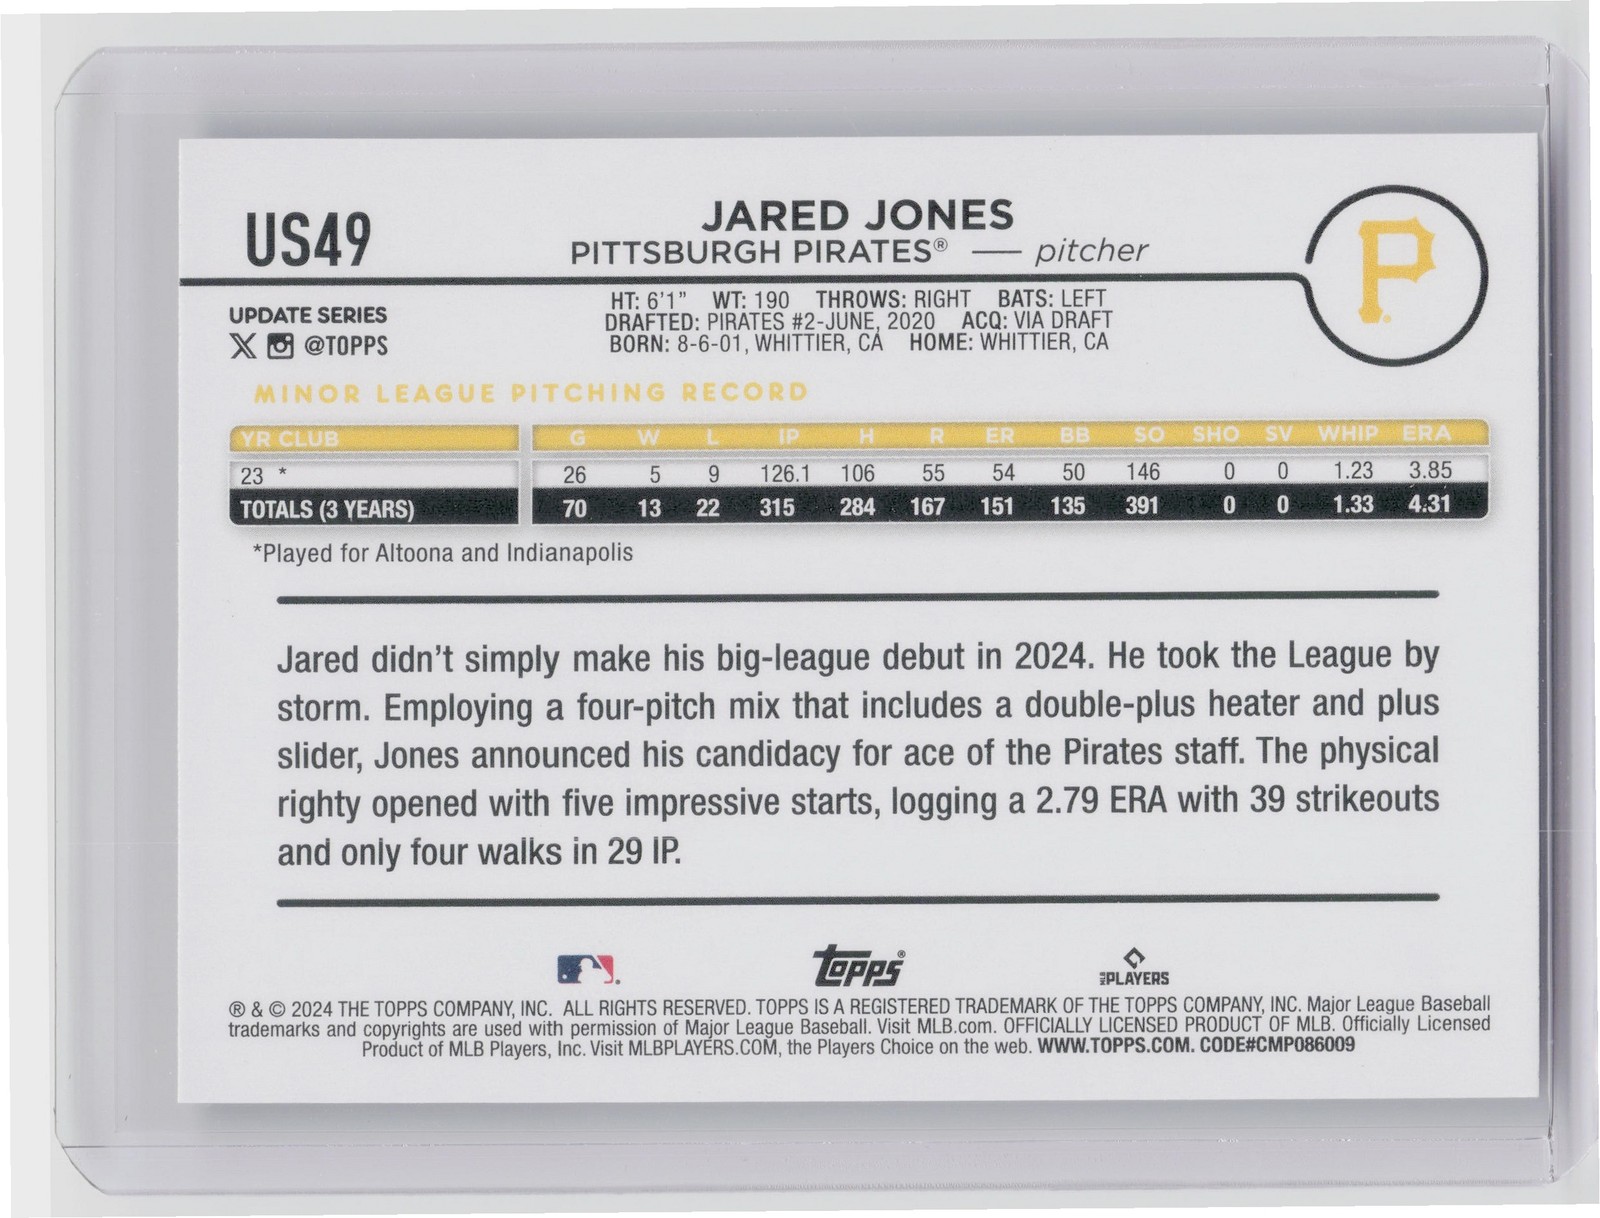 US49
JARED JONES
PITTSBURGH PIRATES® — pitcher
P
UPDATE SERIES
X @TOPPS
HT: 6'1" WT: 190 THROWS: RIGHT BATS: LEFT
DRAFTED: PIRATES #2-JUNE, 2020 ACQ: VIA DRAFT
BORN: 8-6-01, WHITTIER, CA HOME: WHITTIER, CA
MINOR LEAGUE PITCHING RECORD
YR CLUB G W L IP H R ER BB SO SHO SV WHIP ERA
23 * 26 5 9 126.1 106 55 54 50 146 0 0 1.23 3.85
TOTALS (3 YEARS) 70 13 22 315 284 167 151 135 391 0 0 1.33 4.31
*Played for Altoona and Indianapolis
Jared didn't simply make his big-league debut in 2024. He took the League by
storm. Employing a four-pitch mix that includes a double-plus heater and plus
slider, Jones announced his candidacy for ace of the Pirates staff. The physical
righty opened with five impressive starts, logging a 2.79 ERA with 39 strikeouts
and only four walks in 29 IP.
topps® MLB PLAYERS
® & © 2024 THE TOPPS COMPANY, INC. ALL RIGHTS RESERVED. TOPPS IS A REGISTERED TRADEMARK OF THE TOPPS COMPANY, INC. Major League Baseball
trademarks and copyrights are used with permission of Major League Baseball. Visit MLB.com. OFFICIALLY LICENSED PRODUCT OF MLB. Officially Licensed
Product of MLB Players, Inc. Visit MLBPLAYERS.COM, the Players Choice on the web. WWW.TOPPS.COM. CODE#CMP086009